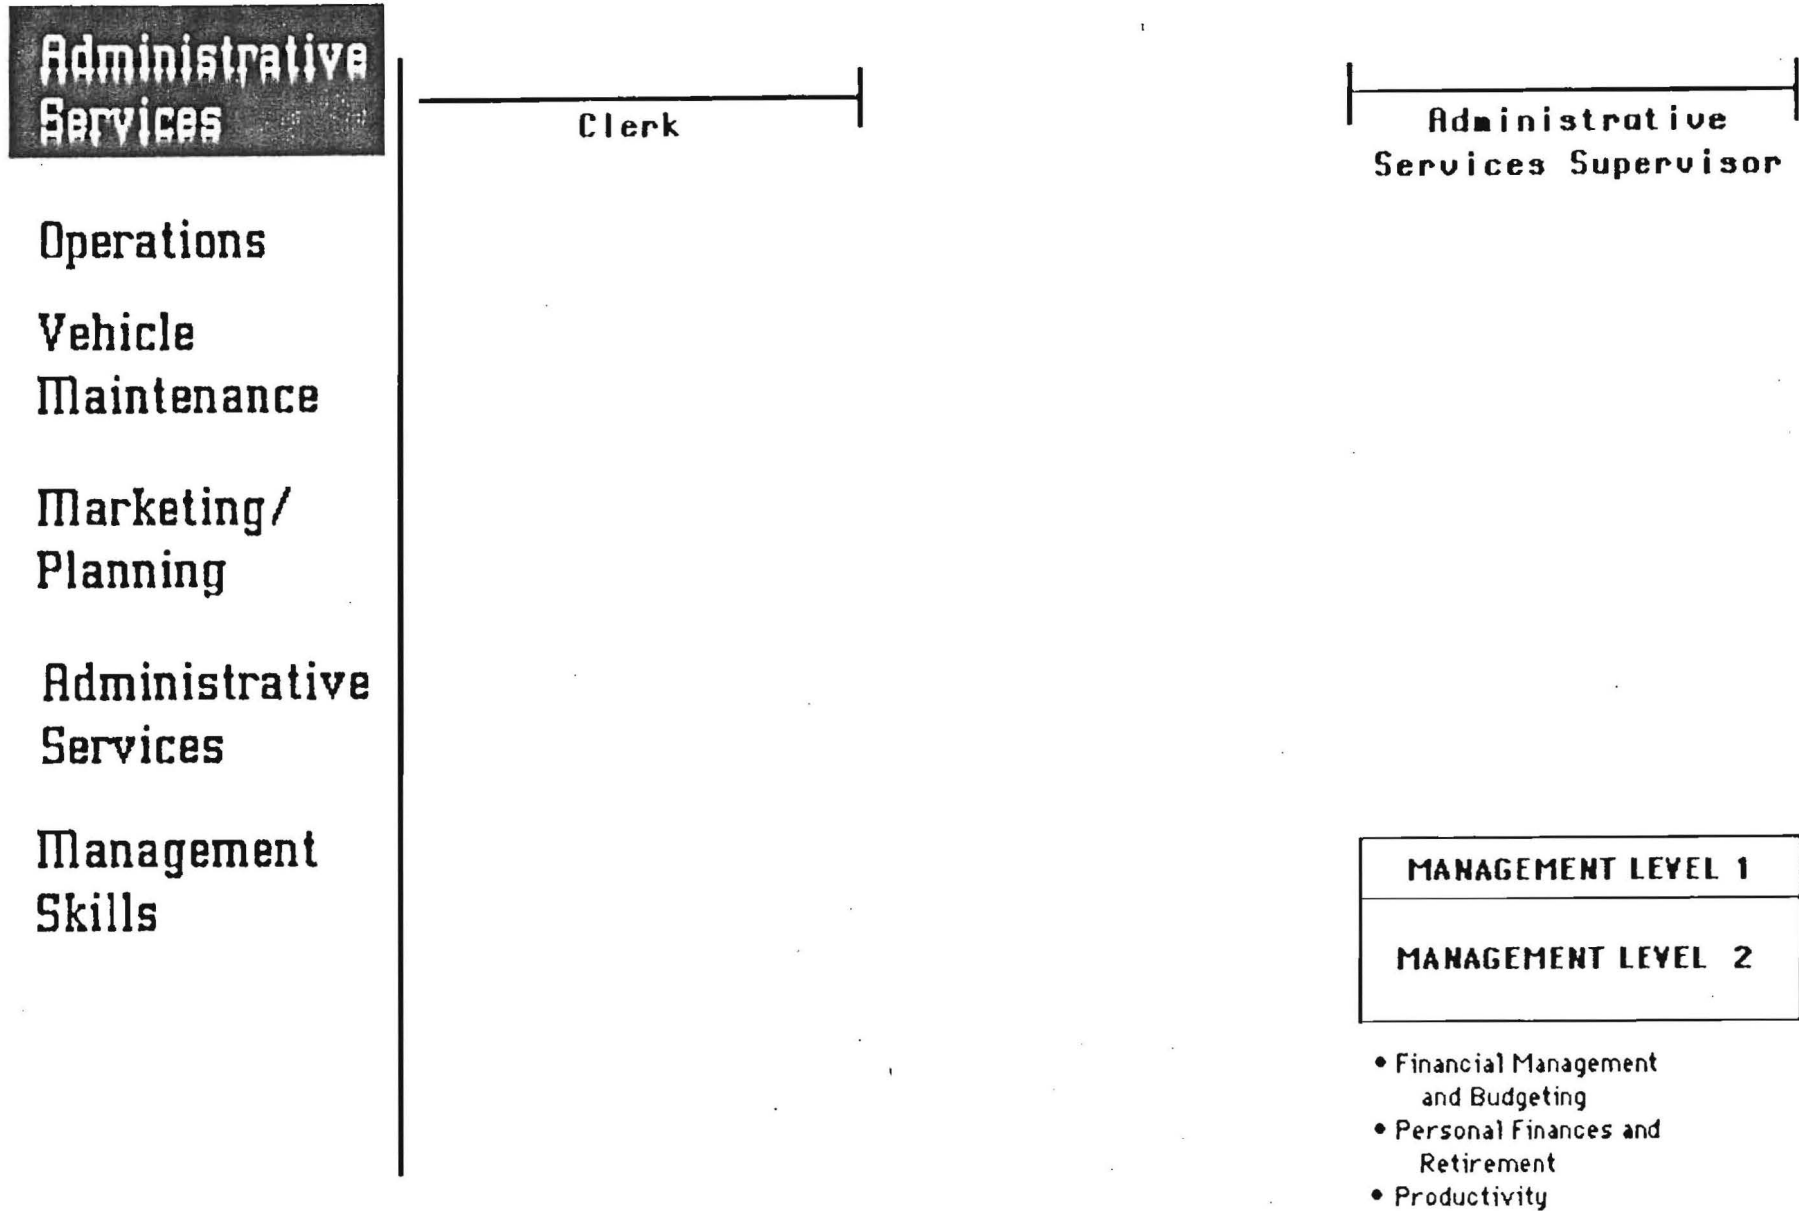 Administrative
Services
Clerk
Administrative
Services Supervisor
Operations
Vehicle
Maintenance
Marketing/
Planning
Administrative
Services
Management
Skills
MANAGEMENT LEVEL 1
MANAGEMENT LEVEL 2
• Financial Management
and Budgeting
• Personal Finances and
Retirement
• Productivity